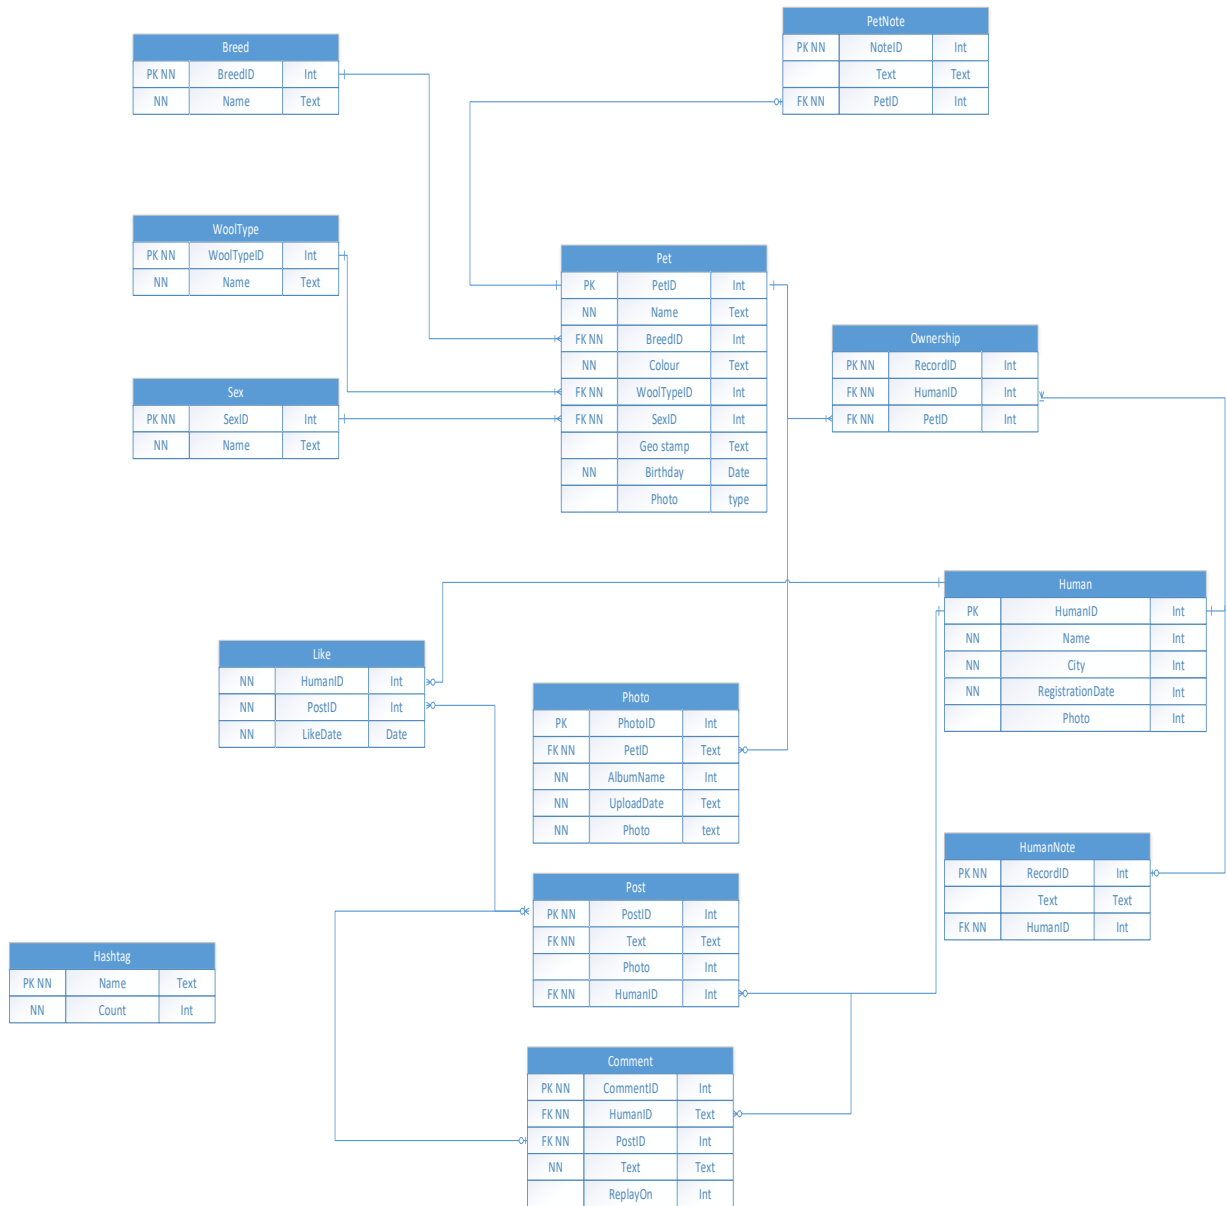 PetNote
PK NN NoteID Int
Text Text
FK NN PetID Int
Breed
PK NN BreedID Int
NN Name Text
WoolType
PK NN WoolTypeID Int
NN Name Text
Pet
PK PetID Int
NN Name Text
FK NN BreedID Int
NN Colour Text
FK NN WoolTypeID Int
FK NN SexID Int
Geo stamp Text
NN Birthday Date
Photo type
Ownership
PK NN RecordID Int
FK NN HumanID Int
FK NN PetID Int
Sex
PK NN SexID Int
NN Name Text
Human
PK HumanID Int
NN Name Int
NN City Int
NN RegistrationDate Int
Photo Int
Like
NN HumanID Int
NN PostID Int
NN LikeDate Date
Photo
PK PhotoID Int
FK NN PetID Text
NN AlbumName Int
NN UploadDate Text
NN Photo text
HumanNote
PK NN RecordID Int
Text Text
FK NN HumanID Int
Post
PK NN PostID Int
FK NN Text Text
Photo Int
FK NN HumanID Int
Hashtag
PK NN Name Text
NN Count Int
Comment
PK NN CommentID Int
FK NN HumanID Text
FK NN PostID Int
NN Text Text
ReplayOn Int